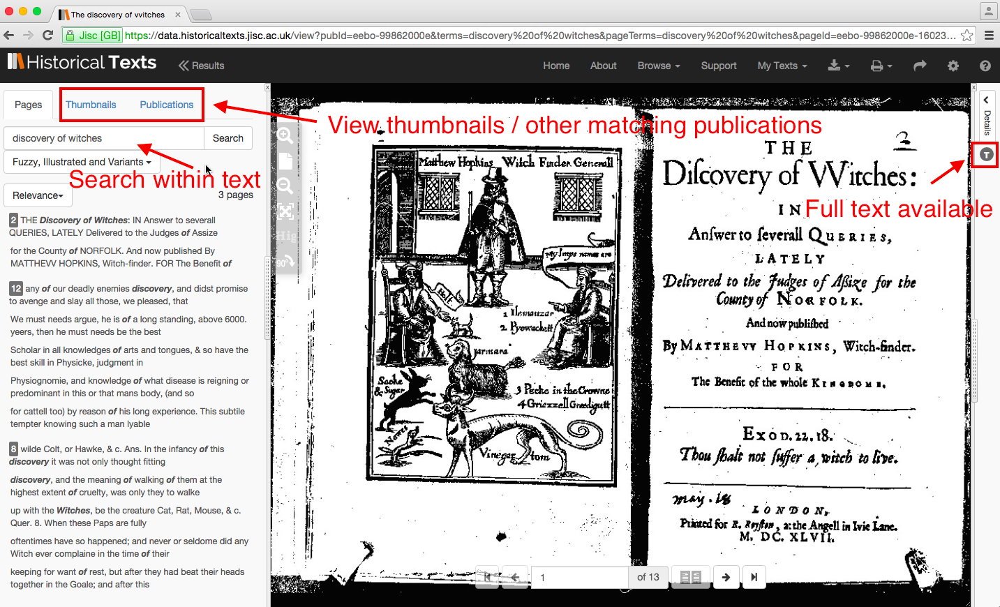 The discovery of vvitches
Jisc [GB] https://data.historicaltexts.jisc.ac.uk/view?pubId=eebo-99862000e&terms=discovery%20of%20witches&pageTerms=discovery%20of%20witches&pageId=eebo-99862000e-16023...
Historical Texts
Results
Home
About
Browse
Support
My Texts
Pages
Thumbnails
Publications
View thumbnails / other matching publications
discovery of witches
Search
Fuzzy, Illustrated and Variants
Search within text
Relevance
3 pages
2 THE Discovery of Witches: IN Answer to severall
QUERIES, LATELY Delivered to the Judges of Assize
for the County of NORFOLK. And now published By
MATTHEVV HOPKINS, Witch-finder. FOR The Benefit of
12 any of our deadly enemies discovery, and didst promise
to avenge and slay all those, we pleased, that
We must needs argue, he is of a long standing, above 6000.
yeers, then he must needs be the best
Scholar in all knowledges of arts and tongues, & so have the
best skill in Physicke, judgment in
Physiognomie, and knowledge of what disease is reigning or
predominant in this or that mans body, (and so
for cattell too) by reason of his long experience. This subtile
tempter knowing such a man lyable
8 wilde Colt, or Hawke, & c. Ans. In the infancy of this
discovery it was not only thought fitting
discovery, and the meaning of walking of them at the
highest extent of cruelty, was only they to walke
up with the Witches, be the creature Cat, Rat, Mouse, & c.
Quer. 8. When these Paps are fully
oftentimes have so happened; and never or seldome did any
Witch ever complaine in the time of their
keeping for want of rest, but after they had beat their heads
together in the Goale; and after this
Hig
90°
Matthew Hopkins Witch Finder Generall
My Imps names are
Holt
1 Ilemauzar
2 Pyewackett
Jarmara
Sacke
& Sugar
3 Pecke in the Crowne
4 Griezzell Greedigutt
Newes
Vinegar tom
2
THE
Diſcovery of VVitches:
IN
Anſwer to ſeverall QUERIES,
LATELY
Delivered to the Judges of Aſsize for the
County of NORFOLK.
And now publiſhed
By MATTHEVV HOPKINS, Witch-finder.
FOR
The Benefit of the whole KINGDOME.
EXOD. 22. 18.
Thou ſhalt not ſuffer a witch to live.
may. 18
LONDON,
Printed for R. Royſton, at the Angell in Ivie Lane.
M. DC. XLVII.
1
of 13
Details
T
Full text available